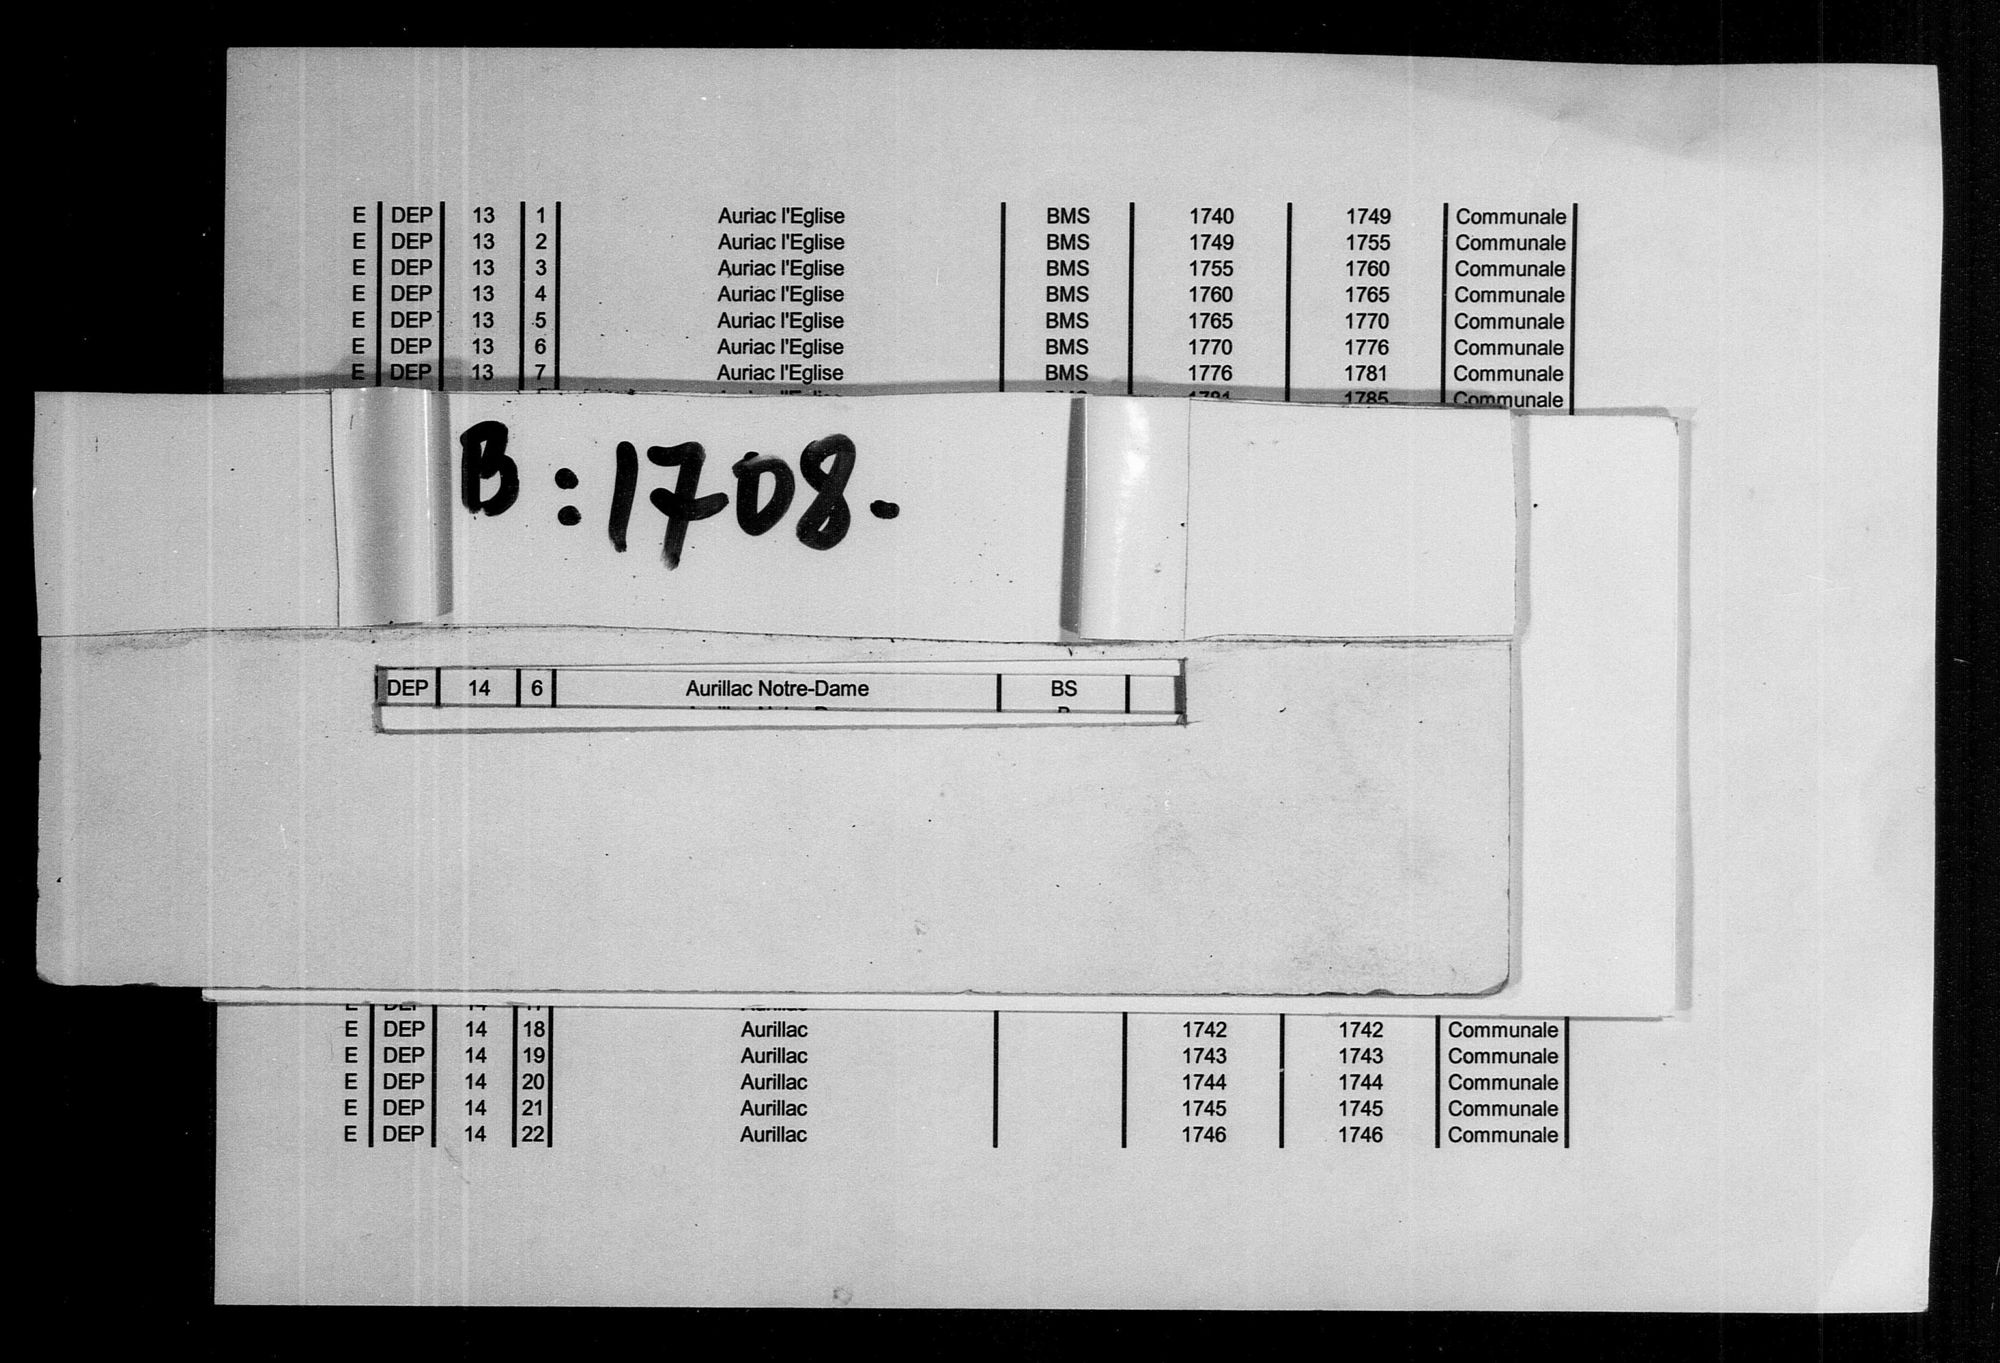 E DEP 13 1 Auriac l'Eglise BMS 1740 1749 Communale
E DEP 13 2 Auriac l'Eglise BMS 1749 1755 Communale
E DEP 13 3 Auriac l'Eglise BMS 1755 1760 Communale
E DEP 13 4 Auriac l'Eglise BMS 1760 1765 Communale
E DEP 13 5 Auriac l'Eglise BMS 1765 1770 Communale
E DEP 13 6 Auriac l'Eglise BMS 1770 1776 Communale
E DEP 13 7 Auriac l'Eglise BMS 1776 1781 Communale
1781 1785 Communale
B : 1708.
DEP 14 6 Aurillac Notre-Dame BS
E DEP 14 18 Aurillac 1742 1742 Communale
E DEP 14 19 Aurillac 1743 1743 Communale
E DEP 14 20 Aurillac 1744 1744 Communale
E DEP 14 21 Aurillac 1745 1745 Communale
E DEP 14 22 Aurillac 1746 1746 Communale